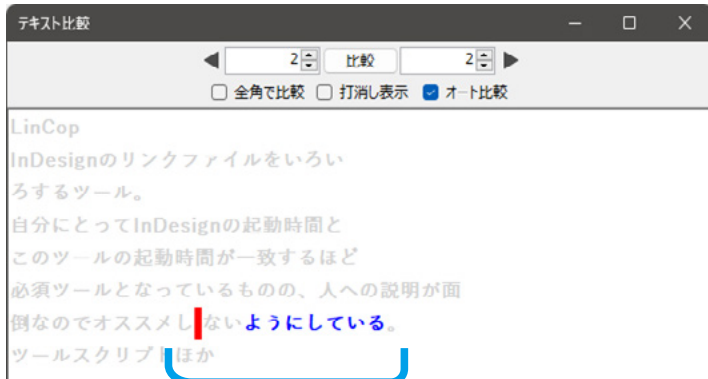 テキスト比較
2 比較 2
全角で比較 打消し表示 オート比較
LinCop
InDesignのリンクファイルをいろい
ろするツール。
自分にとってInDesignの起動時間と
このツールの起動時間が一致するほど
必須ツールとなっているものの、人への説明が面
倒なのでオススメしないようにしている。
ツールスクリプトほか